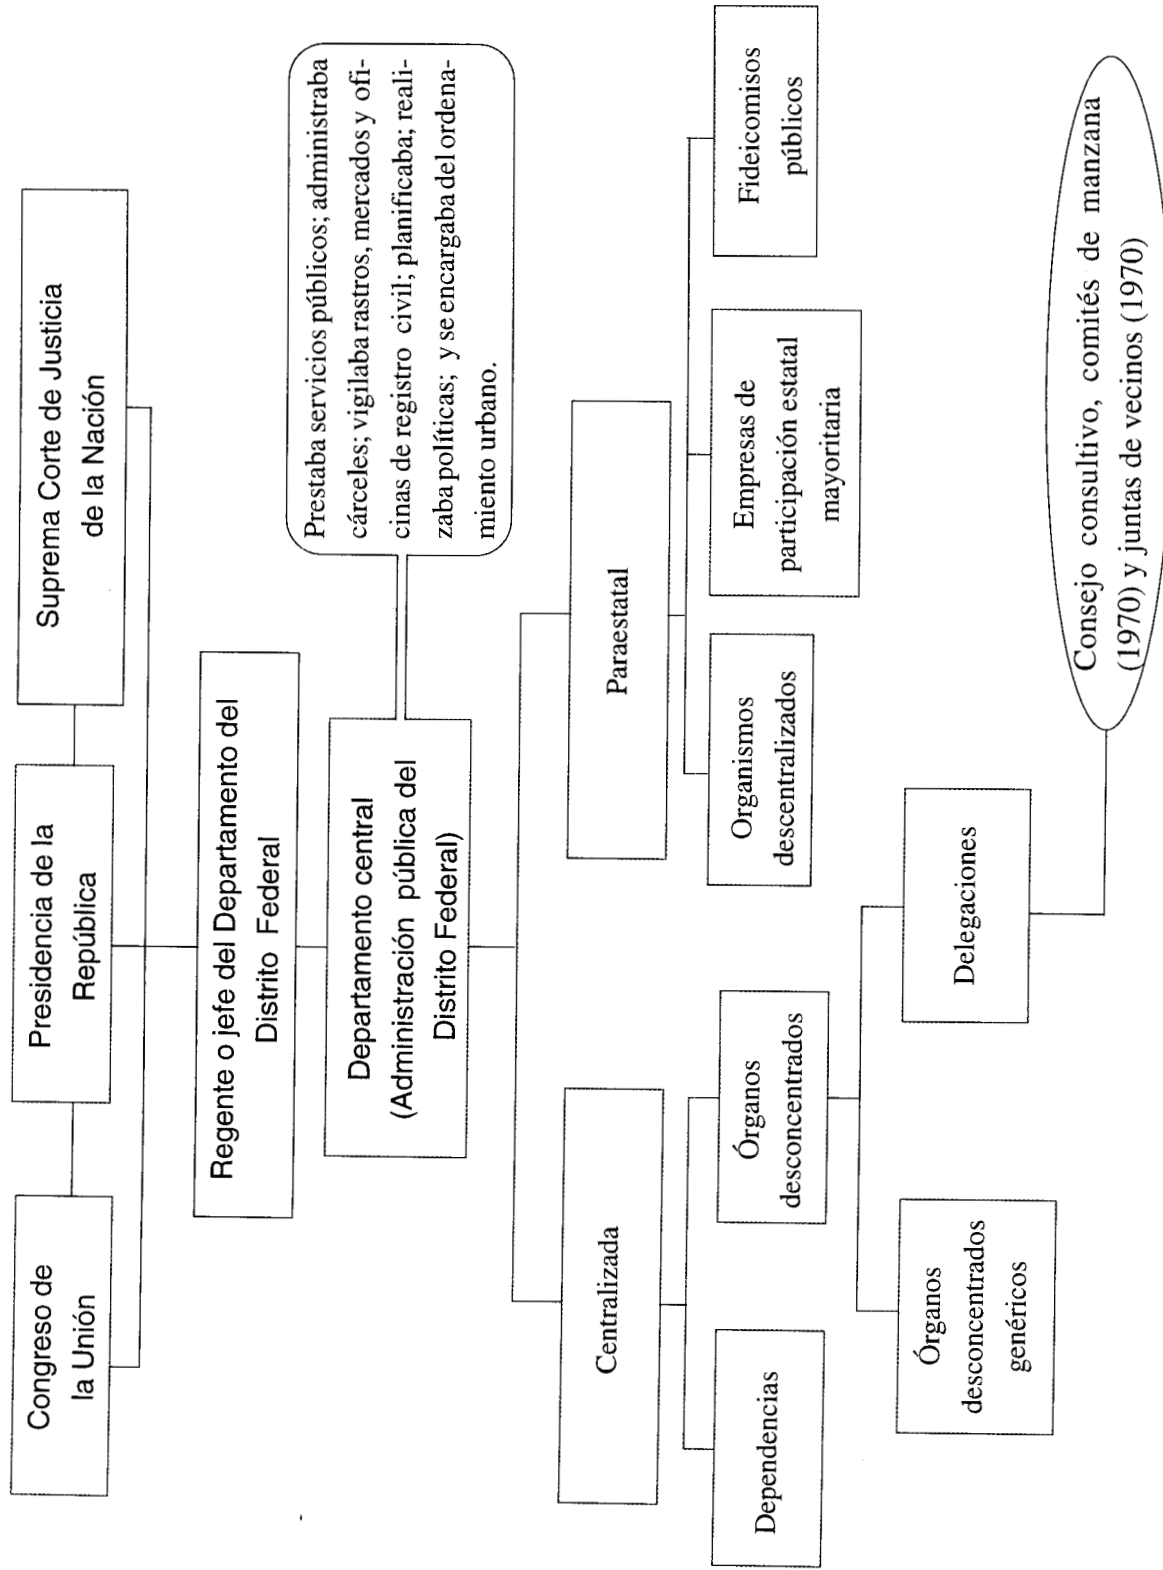 Congreso de
la Unión
Presidencia de la
República
Suprema Corte de Justicia
de la Nación
Regente o jefe del Departamento del
Distrito Federal
Departamento central
(Administración pública del
Distrito Federal)
Prestaba servicios públicos; administraba
cárceles; vigilaba rastros, mercados y ofi-
cinas de registro civil; planificaba; reali-
zaba políticas; y se encargaba del ordena-
miento urbano.
Centralizada
Paraestatal
Dependencias
Órganos
desconcentrados
Organismos
descentralizados
Empresas de
participación estatal
mayoritaria
Fideicomisos
públicos
Órganos
desconcentrados
genéricos
Delegaciones
Consejo consultivo, comités de manzana
(1970) y juntas de vecinos (1970)